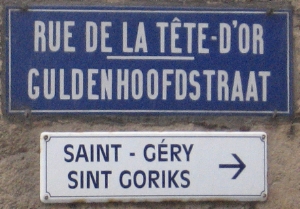 RUE DE LA TÊTE-D'OR
GULDENHOOFDSTRAAT
SAINT - GÉRY
SINT GORIKS